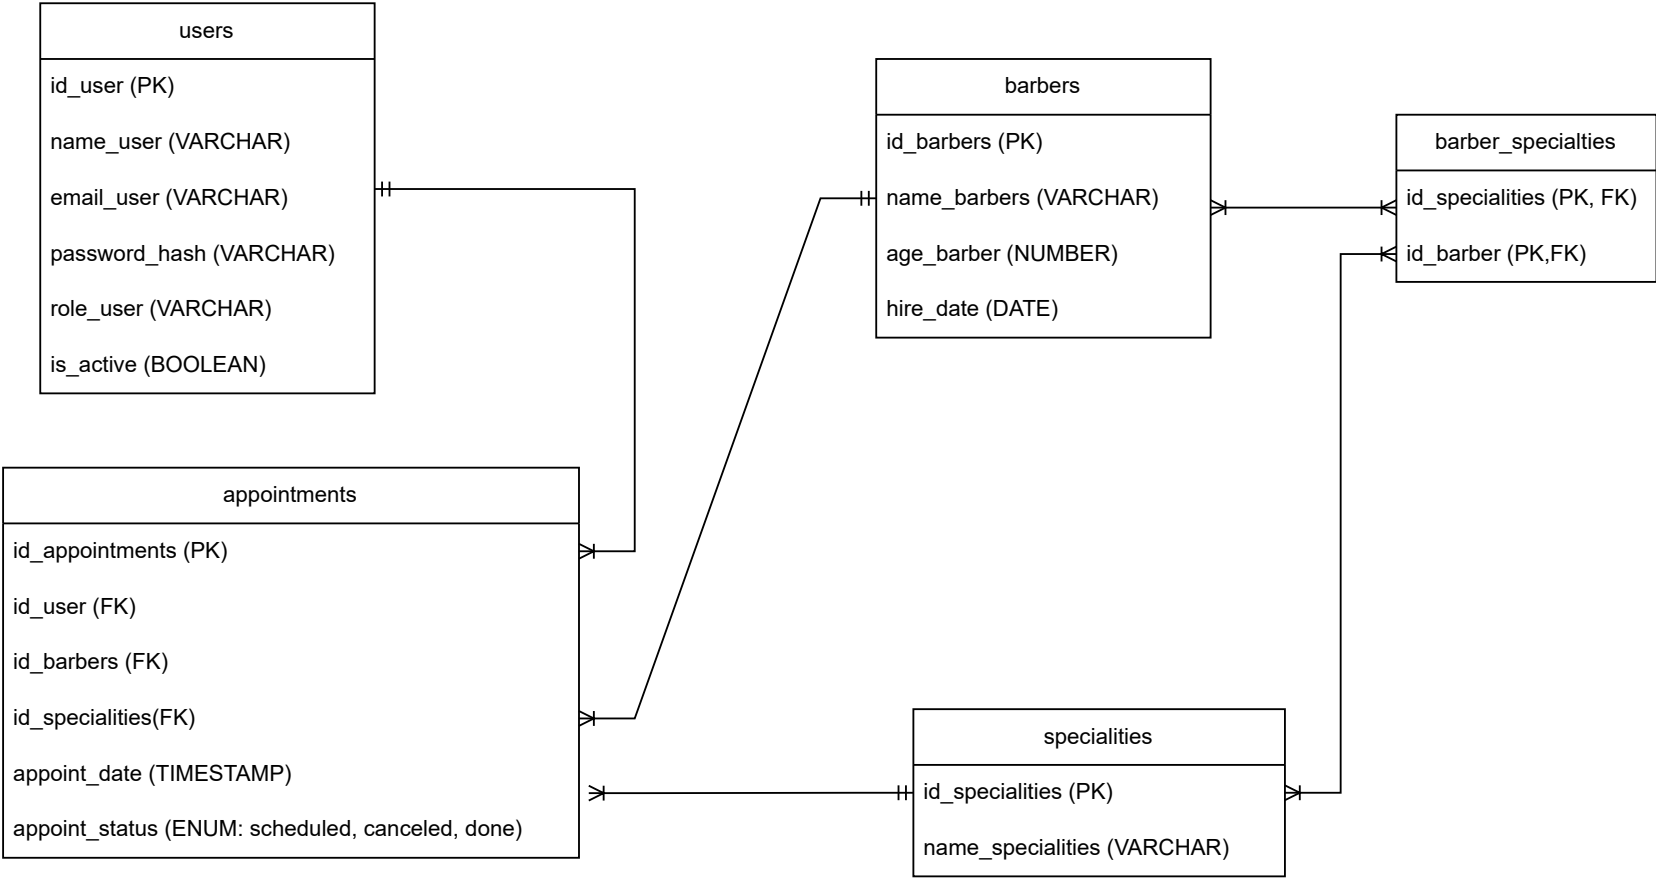 users
id_user (PK)
name_user (VARCHAR)
email_user (VARCHAR)
password_hash (VARCHAR)
role_user (VARCHAR)
is_active (BOOLEAN)
barbers
id_barbers (PK)
name_barbers (VARCHAR)
age_barber (NUMBER)
hire_date (DATE)
barber_specialties
id_specialities (PK, FK)
id_barber (PK,FK)
appointments
id_appointments (PK)
id_user (FK)
id_barbers (FK)
id_specialities(FK)
appoint_date (TIMESTAMP)
appoint_status (ENUM: scheduled, canceled, done)
specialities
id_specialities (PK)
name_specialities (VARCHAR)